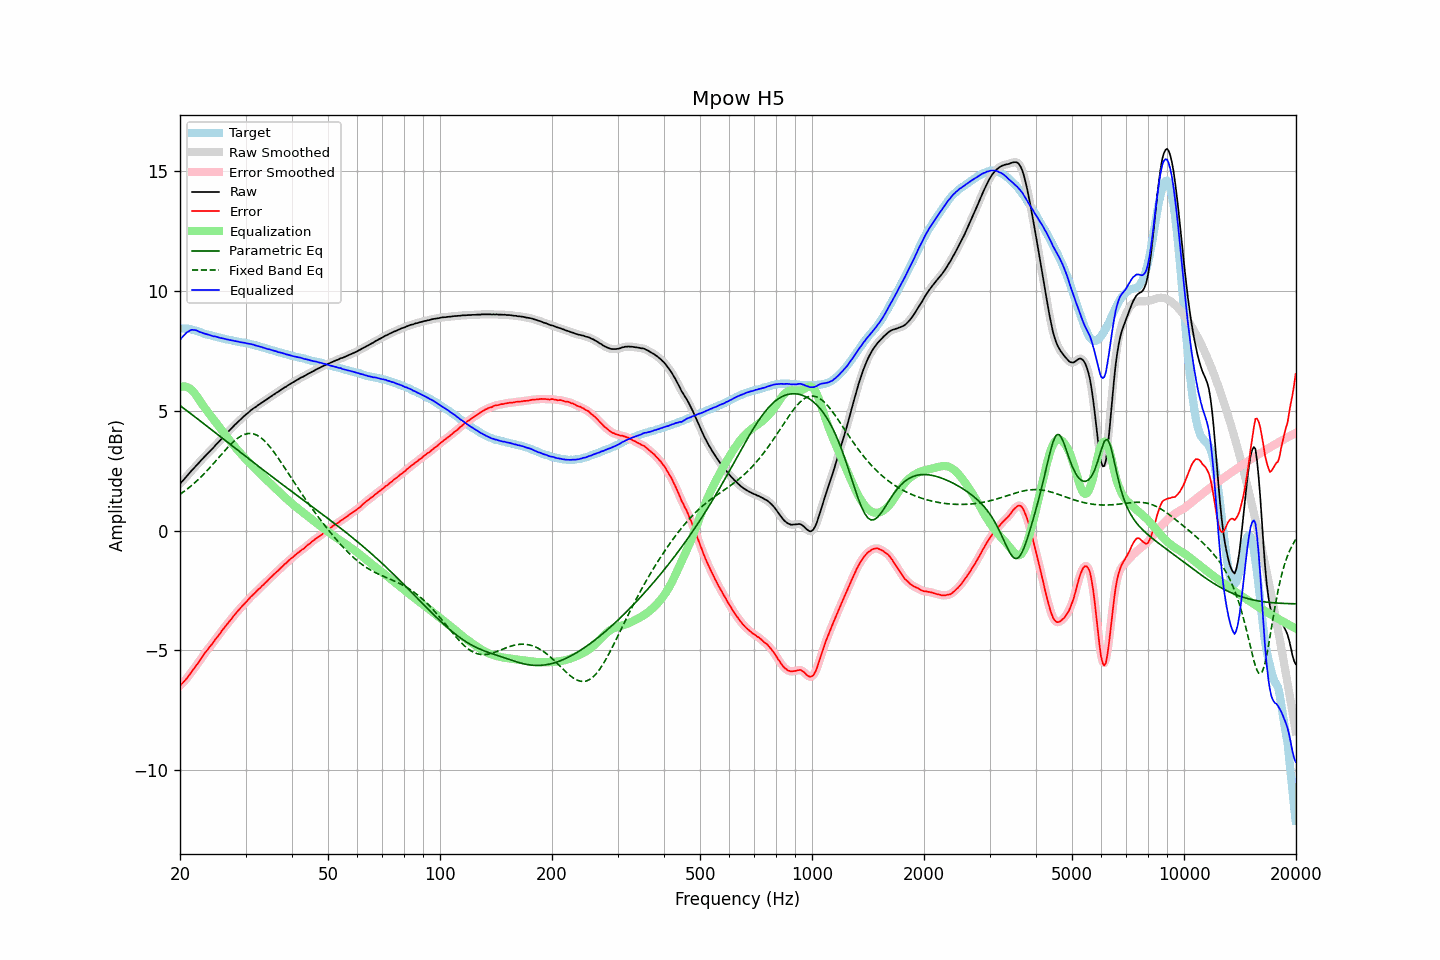 Mpow H5
Target
Raw Smoothed
Error Smoothed
Raw
Error
Equalization
Parametric Eq
Fixed Band Eq
Equalized
Amplitude (dBr)
15
10
5
0
−5
−10
20
50
100
200
500
1000
2000
5000
10000
20000
Frequency (Hz)